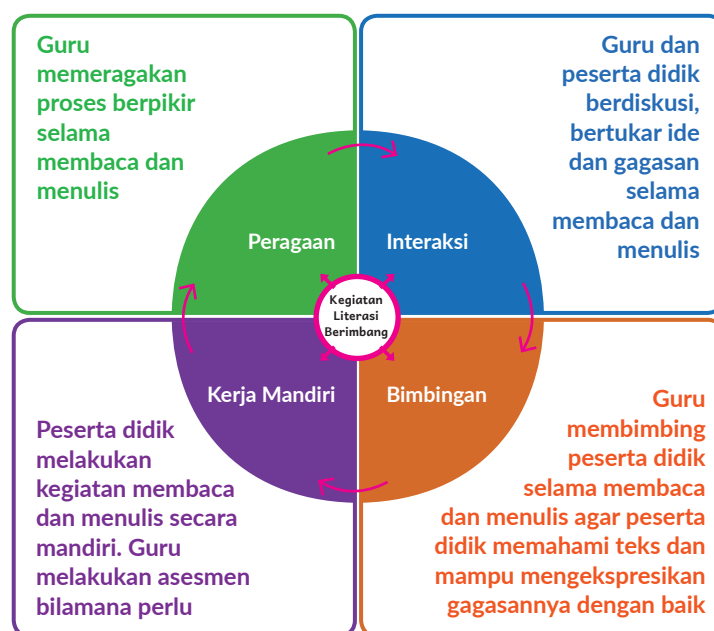 Guru
memeragakan
proses berpikir
selama
membaca dan
menulis
Guru dan
peserta didik
berdiskusi,
bertukar ide
dan gagasan
selama
membaca dan
menulis
Peragaan
Interaksi
Kegiatan
Literasi
Berimbang
Kerja Mandiri
Bimbingan
Peserta didik
melakukan
kegiatan membaca
dan menulis secara
mandiri. Guru
melakukan asesmen
bilamana perlu
Guru
membimbing
peserta didik
selama membaca
dan menulis agar peserta
didik memahami teks dan
mampu mengekspresikan
gagasannya dengan baik